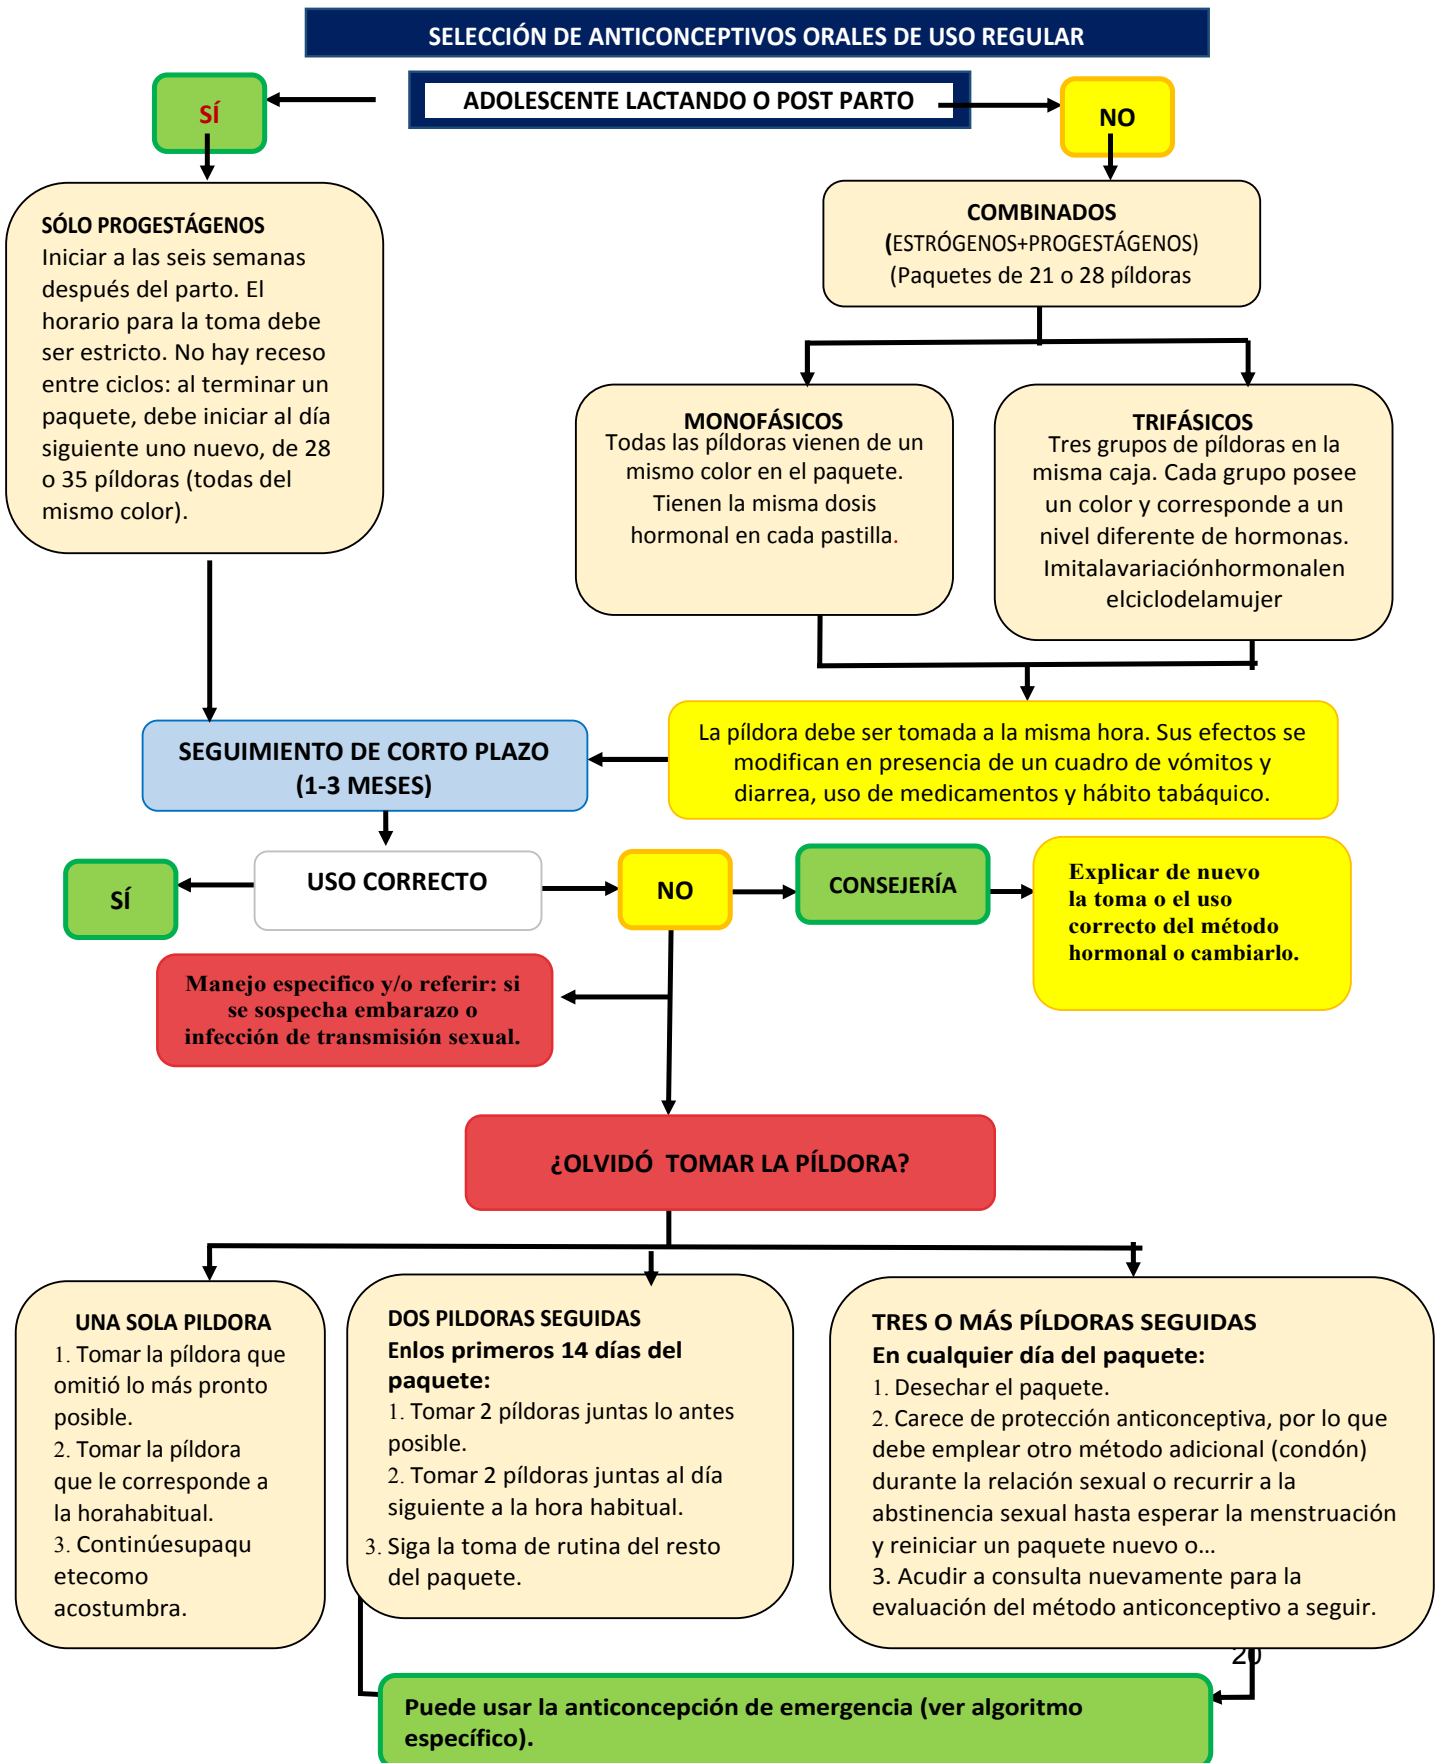 SELECCIÓN DE ANTICONCEPTIVOS ORALES DE USO REGULAR
ADOLESCENTE LACTANDO O POST PARTO
SÍ
NO
SÓLO PROGESTÁGENOS
Iniciar a las seis semanas
después del parto. El
horario para la toma debe
ser estricto. No hay receso
entre ciclos: al terminar un
paquete, debe iniciar al día
siguiente uno nuevo, de 28
o 35 píldoras (todas del
mismo color).
COMBINADOS
(ESTRÓGENOS+PROGESTÁGENOS)
(Paquetes de 21 o 28 píldoras
MONOFÁSICOS
Todas las píldoras vienen de un
mismo color en el paquete.
Tienen la misma dosis
hormonal en cada pastilla.
TRIFÁSICOS
Tres grupos de píldoras en la
misma caja. Cada grupo posee
un color y corresponde a un
nivel diferente de hormonas.
Imitalavariaciónhormonalen
elciclodelamujer
SEGUIMIENTO DE CORTO PLAZO
(1-3 MESES)
La píldora debe ser tomada a la misma hora. Sus efectos se
modifican en presencia de un cuadro de vómitos y
diarrea, uso de medicamentos y hábito tabáquico.
SÍ
USO CORRECTO
NO
CONSEJERÍA
Explicar de nuevo
la toma o el uso
correcto del método
hormonal o cambiarlo.
Manejo especifico y/o referir: si
se sospecha embarazo o
infección de transmisión sexual.
¿OLVIDÓ TOMAR LA PÍLDORA?
UNA SOLA PILDORA
1. Tomar la píldora que
omitió lo más pronto
posible.
2. Tomar la píldora
que le corresponde a
la horahabitual.
3. Continúesupaqu
etecomo
acostumbra.
DOS PILDORAS SEGUIDAS
Enlos primeros 14 días del
paquete:
1. Tomar 2 píldoras juntas lo antes
posible.
2. Tomar 2 píldoras juntas al día
siguiente a la hora habitual.
3. Siga la toma de rutina del resto
del paquete.
TRES O MÁS PÍLDORAS SEGUIDAS
En cualquier día del paquete:
1. Desechar el paquete.
2. Carece de protección anticonceptiva, por lo que
debe emplear otro método adicional (condón)
durante la relación sexual o recurrir a la
abstinencia sexual hasta esperar la menstruación
y reiniciar un paquete nuevo o...
3. Acudir a consulta nuevamente para la
evaluación del método anticonceptivo a seguir.
20
Puede usar la anticoncepción de emergencia (ver algoritmo
específico).